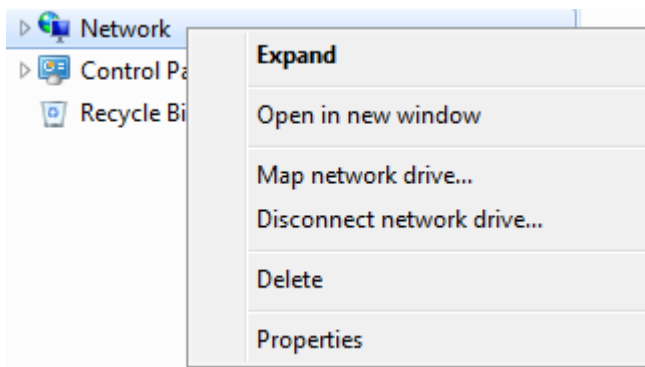 Network
Control Pa
Recycle Bi
Expand
Open in new window
Map network drive...
Disconnect network drive...
Delete
Properties